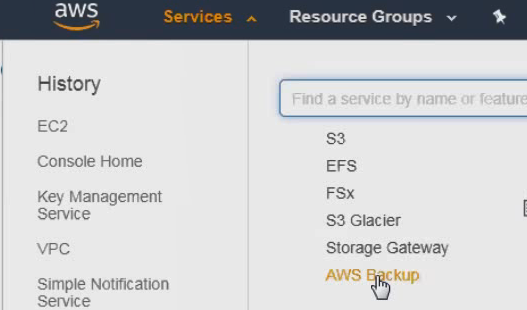 aws
Services
Resource Groups
History
EC2
Console Home
Key Management
Service
VPC
Simple Notification
Service
Find a service by name or feature
S3
EFS
FSx
S3 Glacier
Storage Gateway
AWS Backup